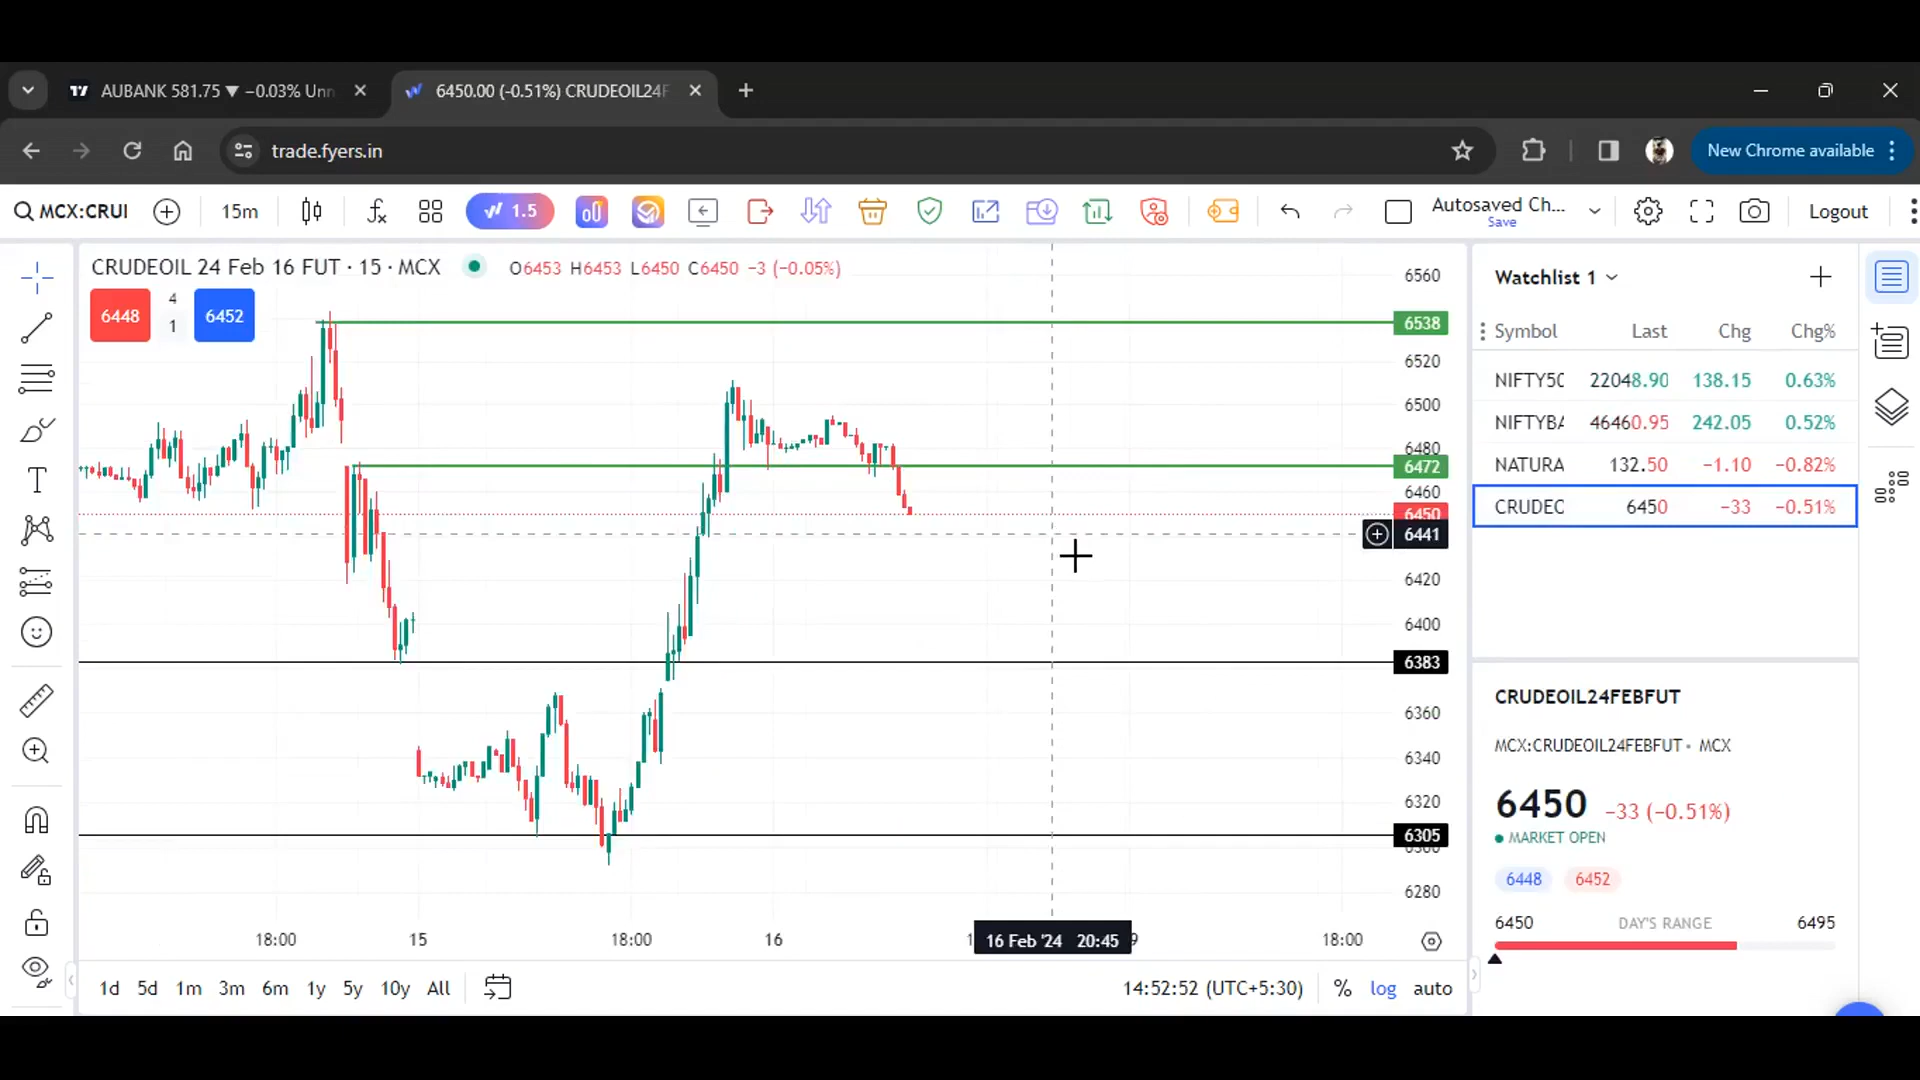 AUBANK 581.75 ▼ −0.03% Unn
6450.00 (-0.51%) CRUDEOIL24F
trade.fyers.in
New Chrome available
MCX:CRUI
15m
1.5
Autosaved Ch...
Save
Logout
CRUDEOIL 24 Feb 16 FUT · 15 · MCX
O6453 H6453 L6450 C6450 −3 (−0.05%)
6448
4
1
6452
6560
6538
6520
6500
6480
6472
6460
6450
6441
6420
6400
6383
6360
6340
6320
6305
6280
18:00
15
18:00
16
16 Feb '24 20:45
18:00
1d 5d 1m 3m 6m 1y 5y 10y All
14:52:52 (UTC+5:30)
% log auto
Watchlist 1
Symbol Last Chg Chg%
NIFTY50 22048.90 138.15 0.63%
NIFTYBA 46460.95 242.05 0.52%
NATURA 132.50 −1.10 −0.82%
CRUDEO 6450 −33 −0.51%
CRUDEOIL24FEBFUT
MCX:CRUDEOIL24FEBFUT • MCX
6450 −33 (−0.51%)
MARKET OPEN
6448 6452
6450 DAY'S RANGE 6495